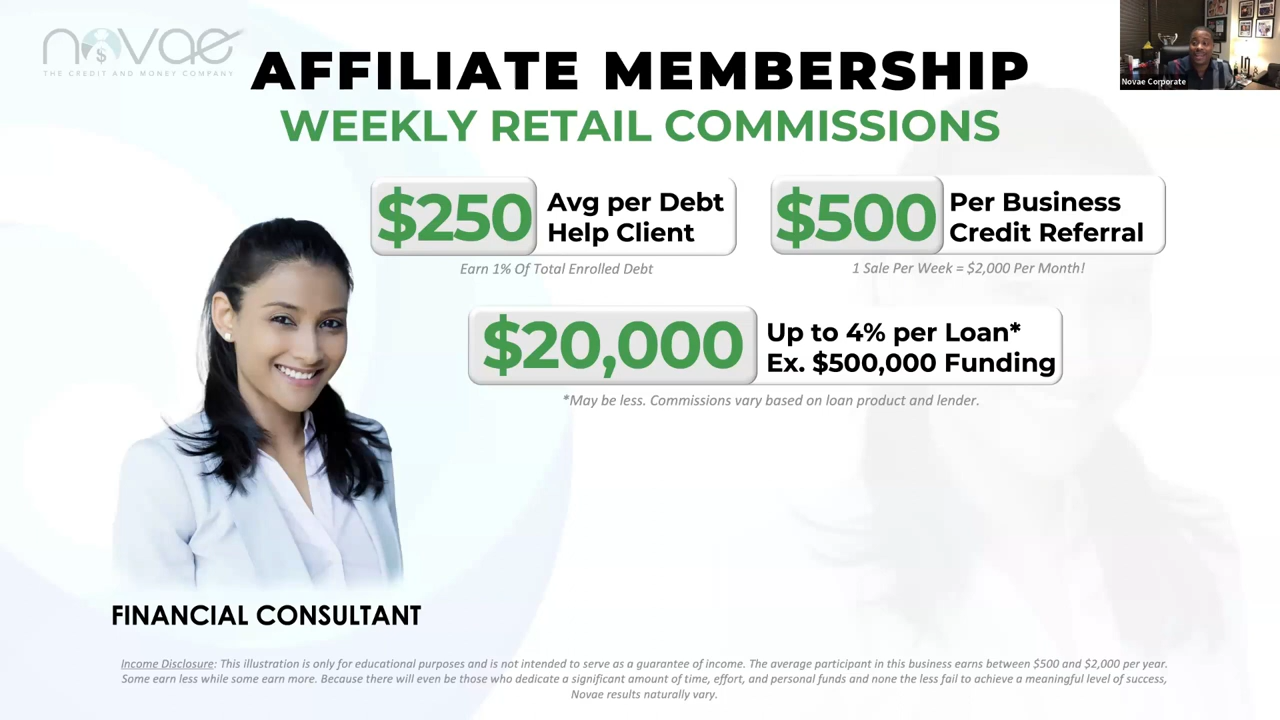 novae
THE CREDIT AND MONEY COMPANY
AFFILIATE MEMBERSHIP
WEEKLY RETAIL COMMISSIONS
Novae Corporate
$250
Avg per Debt
Help Client
Earn 1% Of Total Enrolled Debt
$500
Per Business
Credit Referral
1 Sale Per Week = $2,000 Per Month!
$20,000
Up to 4% per Loan*
Ex. $500,000 Funding
*May be less. Commissions vary based on loan product and lender.
FINANCIAL CONSULTANT
Income Disclosure: This illustration is only for educational purposes and is not intended to serve as a guarantee of income. The average participant in this business earns between $500 and $2,000 per year.
Some earn less while some earn more. Because there will even be those who dedicate a significant amount of time, effort, and personal funds and none the less fail to achieve a meaningful level of success,
Novae results naturally vary.